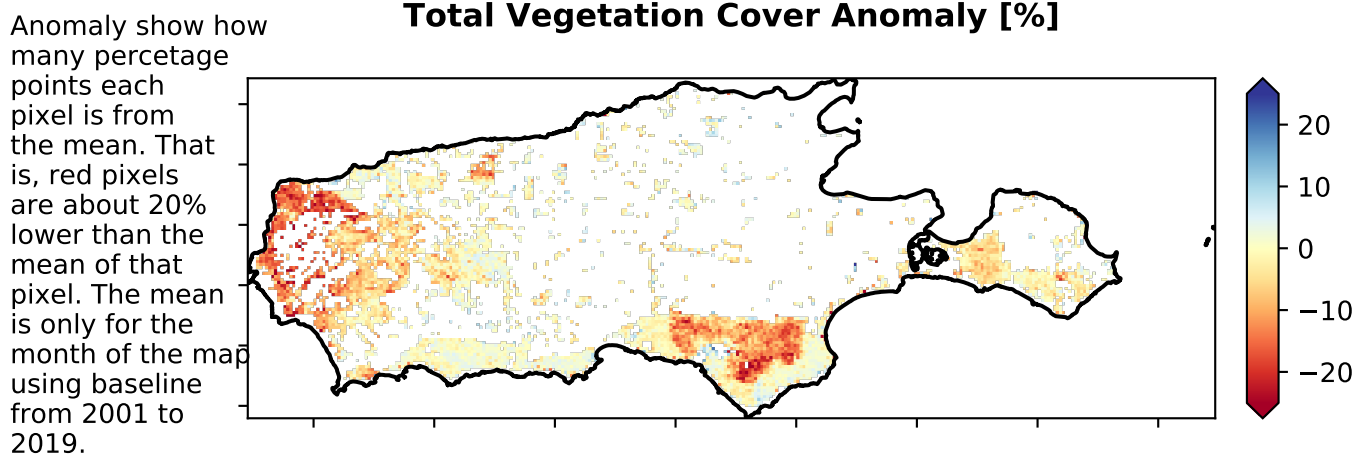 Total Vegetation Cover Anomaly [%]
Anomaly show how
many percetage
points each
pixel is from
the mean. That
is, red pixels
are about 20%
lower than the
mean of that
pixel. The mean
is only for the
month of the map
using baseline
from 2001 to
2019.
20
10
0
−10
−20